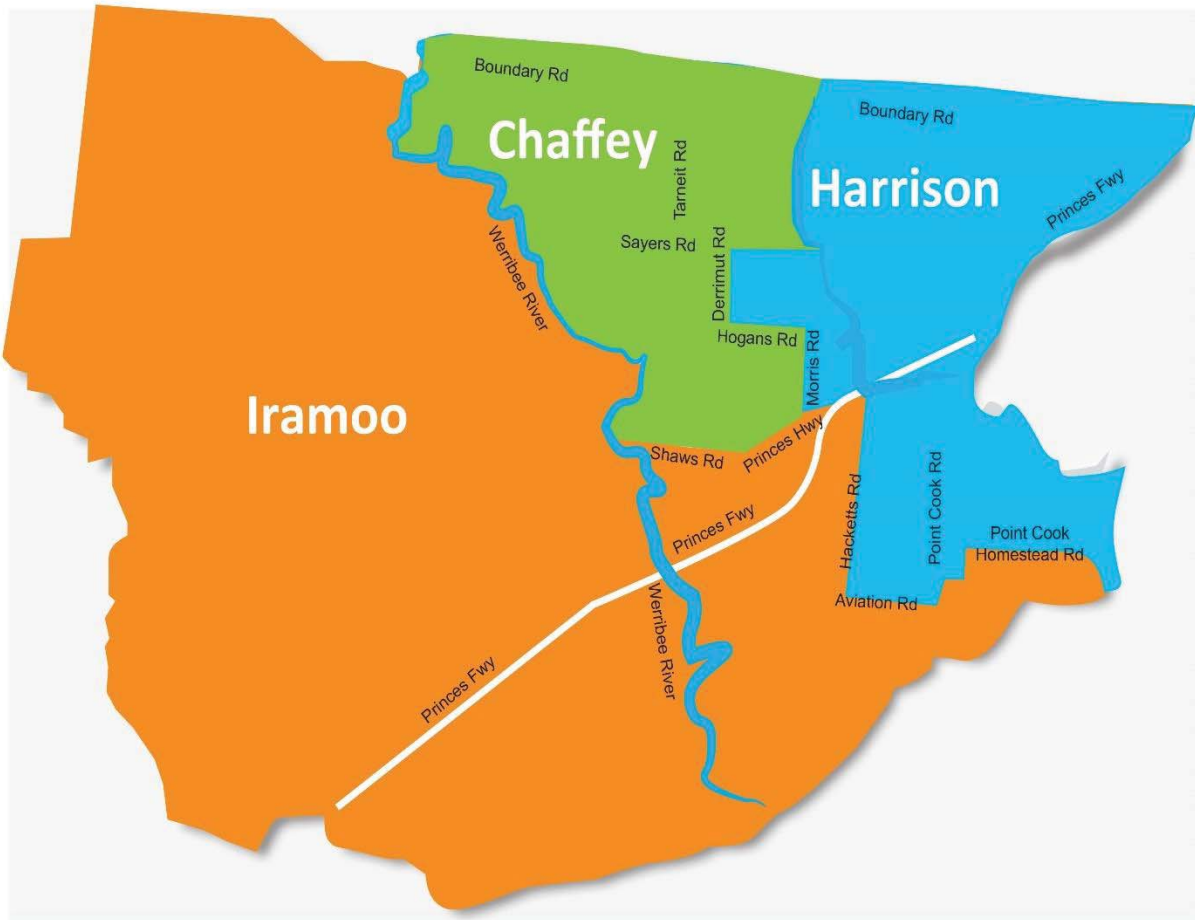 Boundary Rd
Boundary Rd
Chaffey
Tarneit Rd
Harrison
Princes Fwy
Sayers Rd
Werribee River
Derrimut Rd
Hogans Rd
Morris Rd
Iramoo
Shaws Rd
Princes Hwy
Hacketts Rd
Point Cook Rd
Princes Fwy
Point Cook
Homestead Rd
Aviation Rd
Werribee River
Princes Fwy